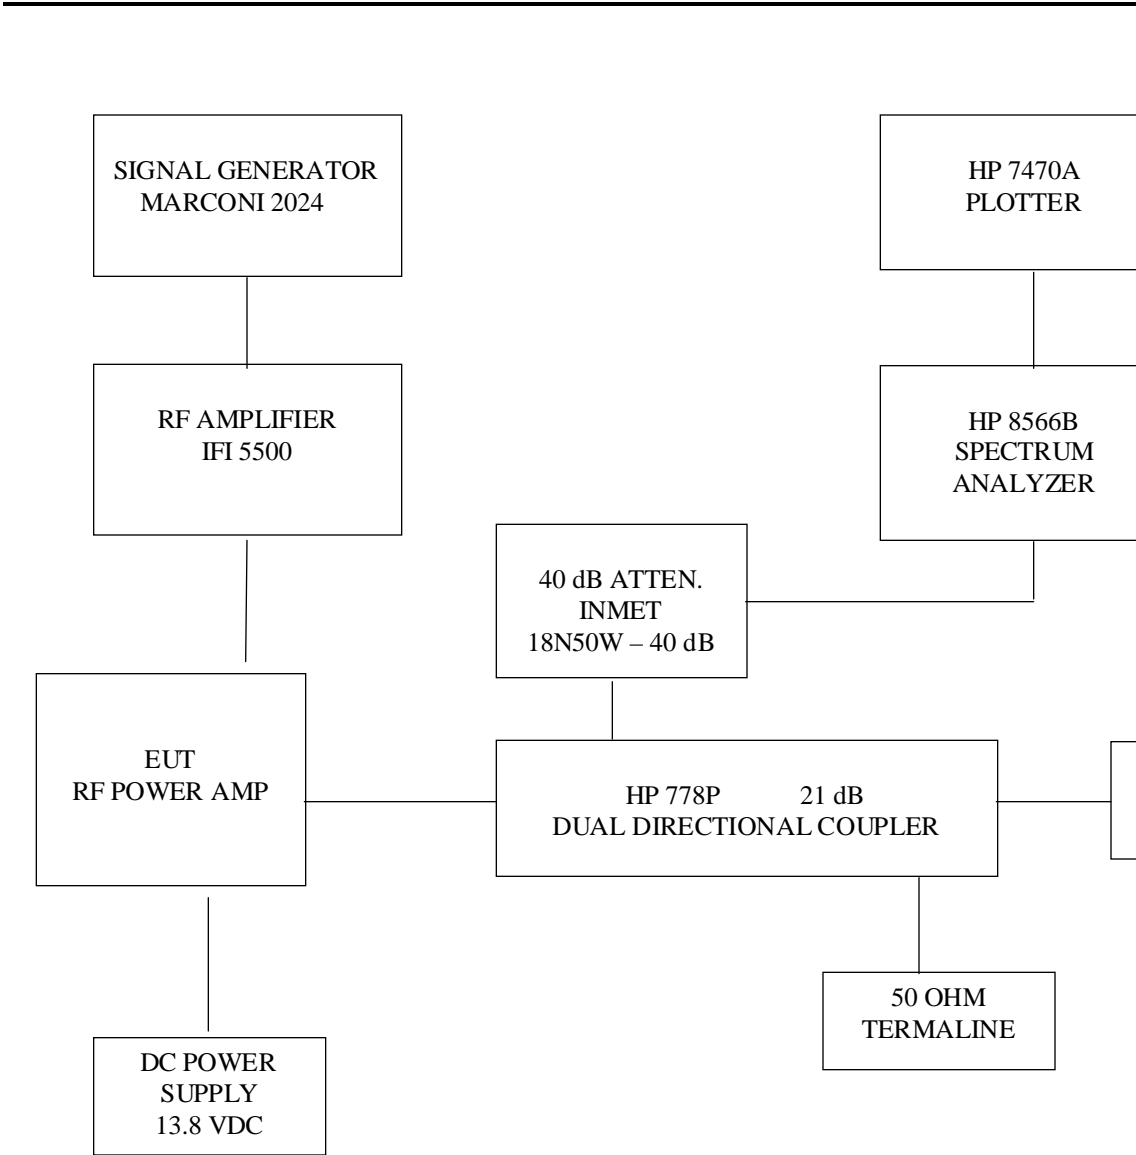 SIGNAL GENERATOR
MARCONI 2024
HP 7470A
PLOTTER
RF AMPLIFIER
IFI 5500
HP 8566B
SPECTRUM
ANALYZER
40 dB ATTEN.
INMET
18N50W – 40 dB
EUT
RF POWER AMP
HP 778P 21 dB
DUAL DIRECTIONAL COUPLER
50 OHM
TERMALINE
DC POWER
SUPPLY
13.8 VDC